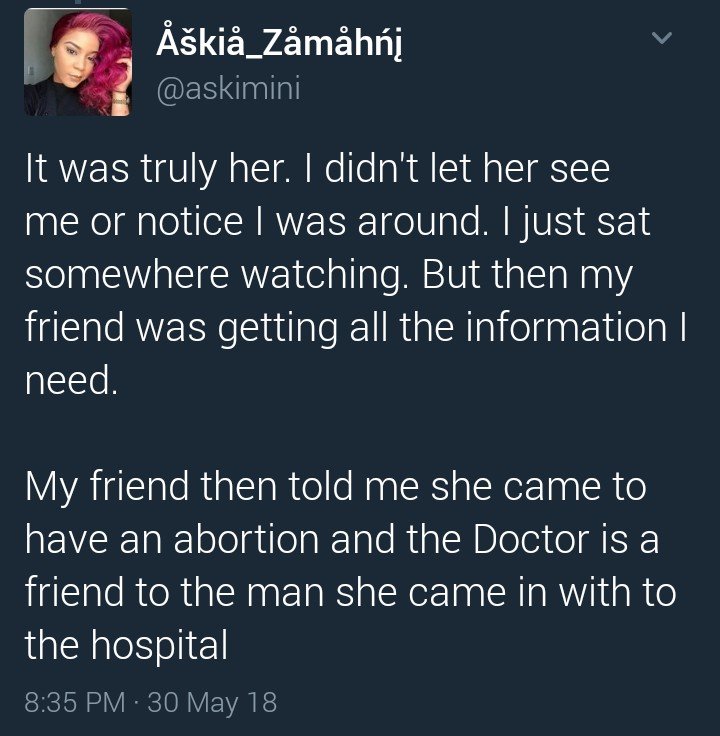 Åškiå_Zåmåhńį
@askimini
It was truly her. I didn't let her see
me or notice I was around. I just sat
somewhere watching. But then my
friend was getting all the information I
need.
My friend then told me she came to
have an abortion and the Doctor is a
friend to the man she came in with to
the hospital
8:35 PM · 30 May 18